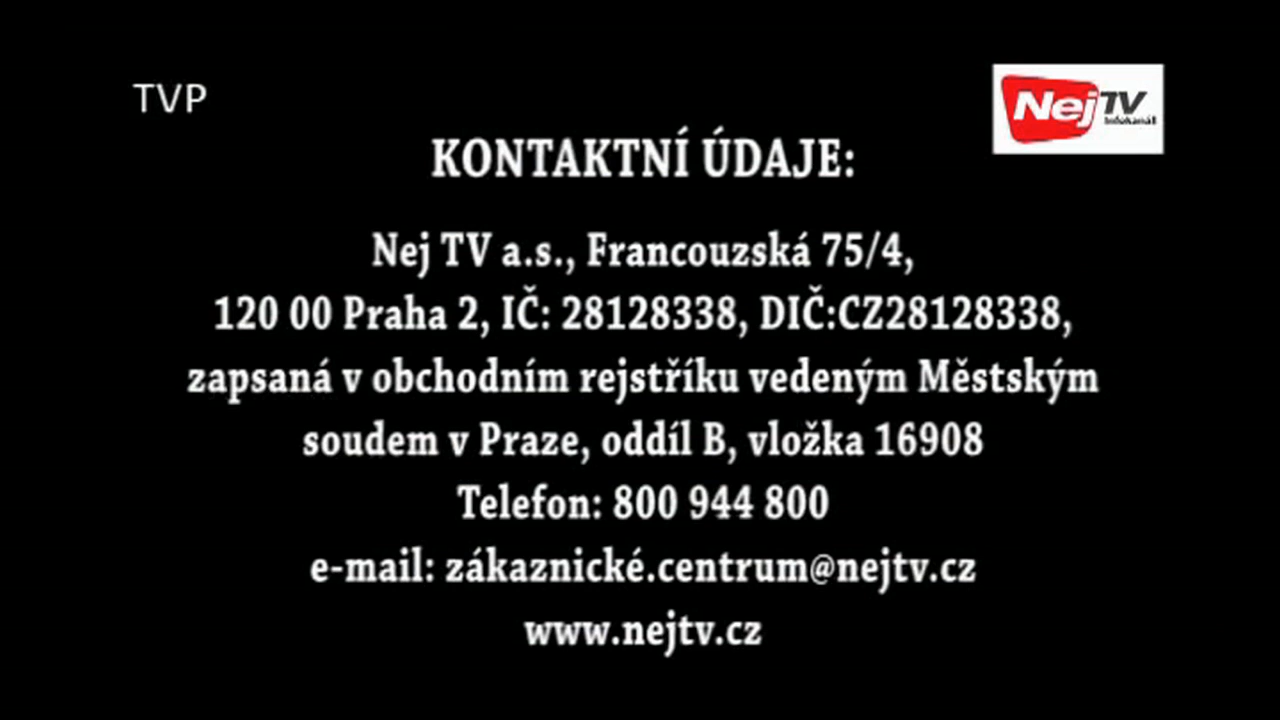 TVP
Nej TV
Infokanál
KONTAKTNÍ ÚDAJE:
Nej TV a.s., Francouzská 75/4,
120 00 Praha 2, IČ: 28128338, DIČ:CZ28128338,
zapsaná v obchodním rejstříku vedeným Městským
soudem v Praze, oddíl B, vložka 16908
Telefon: 800 944 800
e-mail: zákaznické.centrum@nejtv.cz
www.nejtv.cz